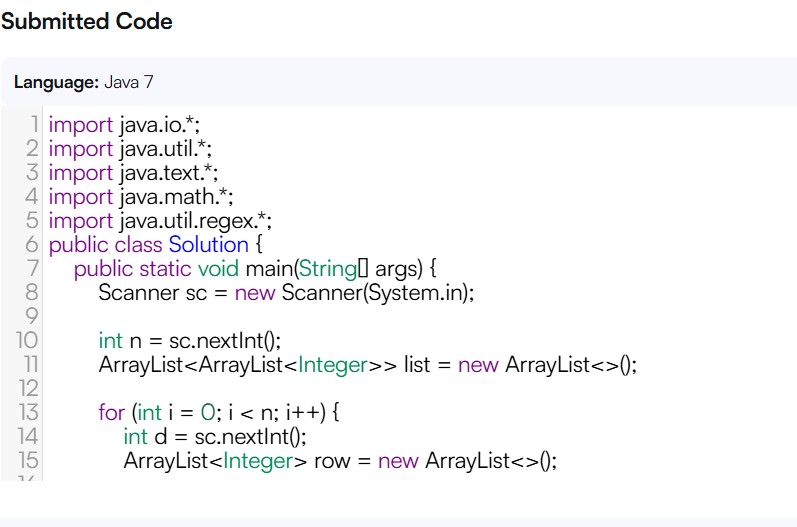 Submitted Code
Language: Java 7
1 import java.io.*;
2 import java.util.*;
3 import java.text.*;
4 import java.math.*;
5 import java.util.regex.*;
6 public class Solution {
7 public static void main(String[] args) {
8 Scanner sc = new Scanner(System.in);
9
10 int n = sc.nextInt();
11 ArrayList<ArrayList<Integer>> list = new ArrayList<>();
12
13 for (int i = 0; i < n; i++) {
14 int d = sc.nextInt();
15 ArrayList<Integer> row = new ArrayList<>();